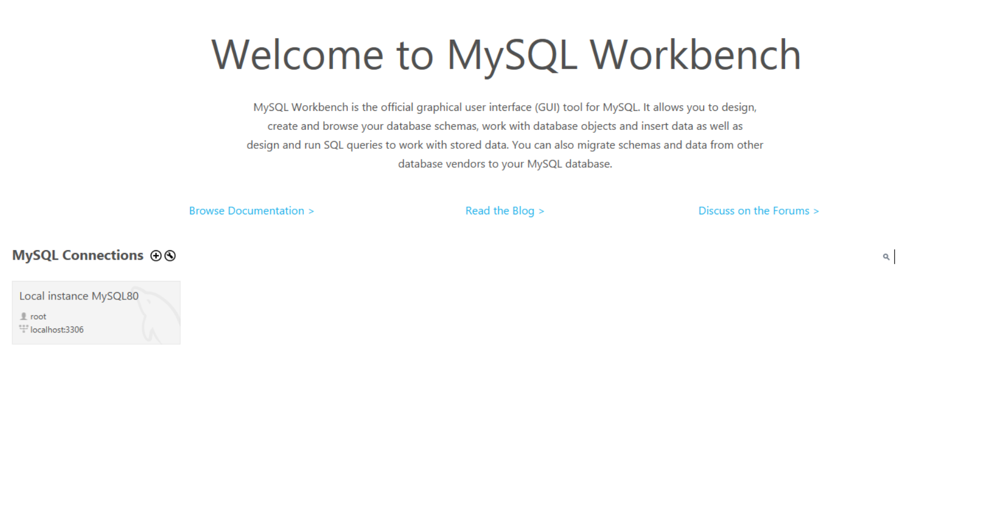 Welcome to MySQL Workbench
MySQL Workbench is the official graphical user interface (GUI) tool for MySQL. It allows you to design,
create and browse your database schemas, work with database objects and insert data as well as
design and run SQL queries to work with stored data. You can also migrate schemas and data from other
database vendors to your MySQL database.
Browse Documentation >
Read the Blog >
Discuss on the Forums >
MySQL Connections
Local instance MySQL80
root
localhost:3306